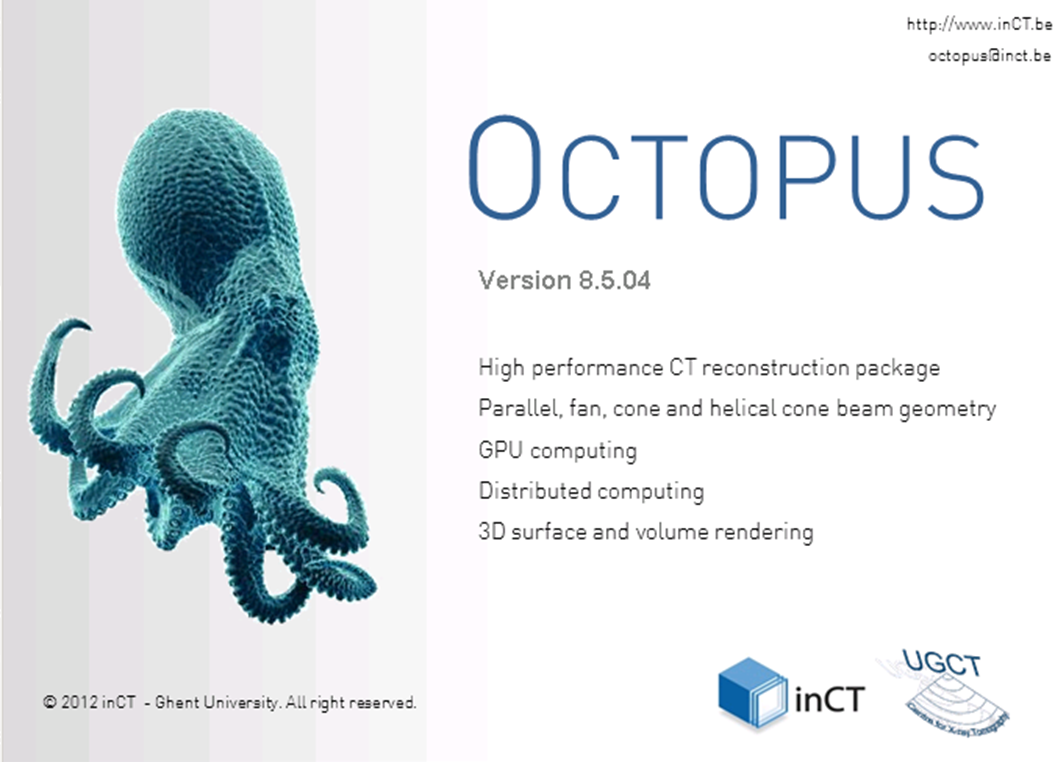 http://www.inCT.be
octopus@inct.be
OCTOPUS
Version 8.5.04
High performance CT reconstruction package
Parallel, fan, cone and helical cone beam geometry
GPU computing
Distributed computing
3D surface and volume rendering
© 2012 inCT - Ghent University. All right reserved.
inCT
UGCT
Centre for X-ray Tomography